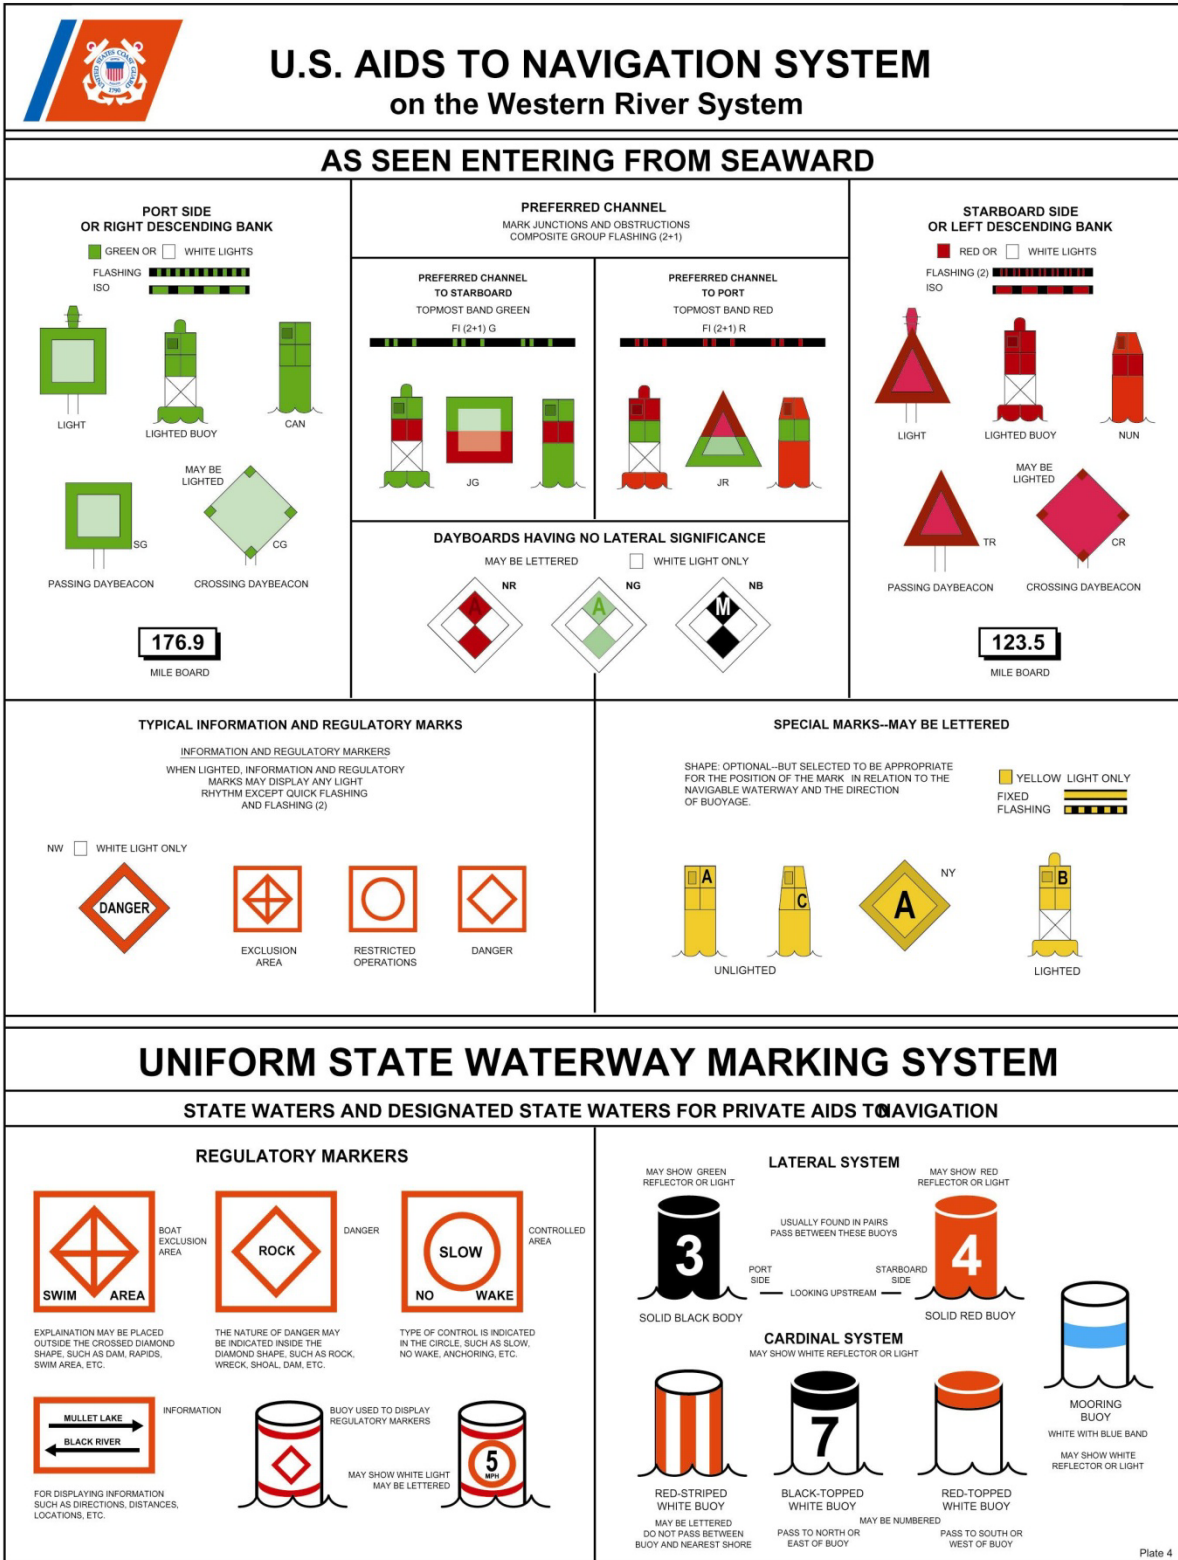 U.S. AIDS TO NAVIGATION SYSTEM
on the Western River System
UNITED STATES COAST GUARD
1790
AS SEEN ENTERING FROM SEAWARD
PORT SIDE
OR RIGHT DESCENDING BANK
GREEN OR WHITE LIGHTS
FLASHING
ISO
LIGHT
LIGHTED BUOY
CAN
MAY BE
LIGHTED
SG
CG
PASSING DAYBEACON
CROSSING DAYBEACON
176.9
MILE BOARD
PREFERRED CHANNEL
MARK JUNCTIONS AND OBSTRUCTIONS
COMPOSITE GROUP FLASHING (2+1)
PREFERRED CHANNEL
TO STARBOARD
TOPMOST BAND GREEN
FI (2+1) G
JG
PREFERRED CHANNEL
TO PORT
TOPMOST BAND RED
FI (2+1) R
JR
DAYBOARDS HAVING NO LATERAL SIGNIFICANCE
MAY BE LETTERED
WHITE LIGHT ONLY
NR
NG
NB
A
A
M
STARBOARD SIDE
OR LEFT DESCENDING BANK
RED OR WHITE LIGHTS
FLASHING (2)
ISO
LIGHT
LIGHTED BUOY
NUN
MAY BE
LIGHTED
TR
CR
PASSING DAYBEACON
CROSSING DAYBEACON
123.5
MILE BOARD
TYPICAL INFORMATION AND REGULATORY MARKS
INFORMATION AND REGULATORY MARKERS
WHEN LIGHTED, INFORMATION AND REGULATORY
MARKS MAY DISPLAY ANY LIGHT
RHYTHM EXCEPT QUICK FLASHING
AND FLASHING (2)
NW WHITE LIGHT ONLY
DANGER
EXCLUSION
AREA
RESTRICTED
OPERATIONS
DANGER
SPECIAL MARKS--MAY BE LETTERED
SHAPE: OPTIONAL--BUT SELECTED TO BE APPROPRIATE
FOR THE POSITION OF THE MARK IN RELATION TO THE
NAVIGABLE WATERWAY AND THE DIRECTION
OF BUOYAGE.
YELLOW LIGHT ONLY
FIXED
FLASHING
A
C
A
NY
B
UNLIGHTED
LIGHTED
UNIFORM STATE WATERWAY MARKING SYSTEM
STATE WATERS AND DESIGNATED STATE WATERS FOR PRIVATE AIDS TO NAVIGATION
REGULATORY MARKERS
SWIM AREA
BOAT
EXCLUSION
AREA
EXPLAINATION MAY BE PLACED
OUTSIDE THE CROSSED DIAMOND
SHAPE, SUCH AS DAM, RAPIDS,
SWIM AREA, ETC.
ROCK
DANGER
THE NATURE OF DANGER MAY
BE INDICATED INSIDE THE
DIAMOND SHAPE, SUCH AS ROCK,
WRECK, SHOAL, DAM, ETC.
SLOW
NO WAKE
CONTROLLED
AREA
TYPE OF CONTROL IS INDICATED
IN THE CIRCLE, SUCH AS SLOW,
NO WAKE, ANCHORING, ETC.
MULLET LAKE
BLACK RIVER
INFORMATION
FOR DISPLAYING INFORMATION
SUCH AS DIRECTIONS, DISTANCES,
LOCATIONS, ETC.
BUOY USED TO DISPLAY
REGULATORY MARKERS
MAY SHOW WHITE LIGHT
MAY BE LETTERED
5
MPH
LATERAL SYSTEM
MAY SHOW GREEN
REFLECTOR OR LIGHT
MAY SHOW RED
REFLECTOR OR LIGHT
USUALLY FOUND IN PAIRS
PASS BETWEEN THESE BUOYS
3
4
PORT
SIDE
STARBOARD
SIDE
LOOKING UPSTREAM
SOLID BLACK BODY
SOLID RED BUOY
CARDINAL SYSTEM
MAY SHOW WHITE REFLECTOR OR LIGHT
7
RED-STRIPED
WHITE BUOY
MAY BE LETTERED
DO NOT PASS BETWEEN
BUOY AND NEAREST SHORE
BLACK-TOPPED
WHITE BUOY
RED-TOPPED
WHITE BUOY
MAY BE NUMBERED
PASS TO NORTH OR
EAST OF BUOY
PASS TO SOUTH OR
WEST OF BUOY
MOORING
BUOY
WHITE WITH BLUE BAND
MAY SHOW WHITE
REFLECTOR OR LIGHT
Plate 4